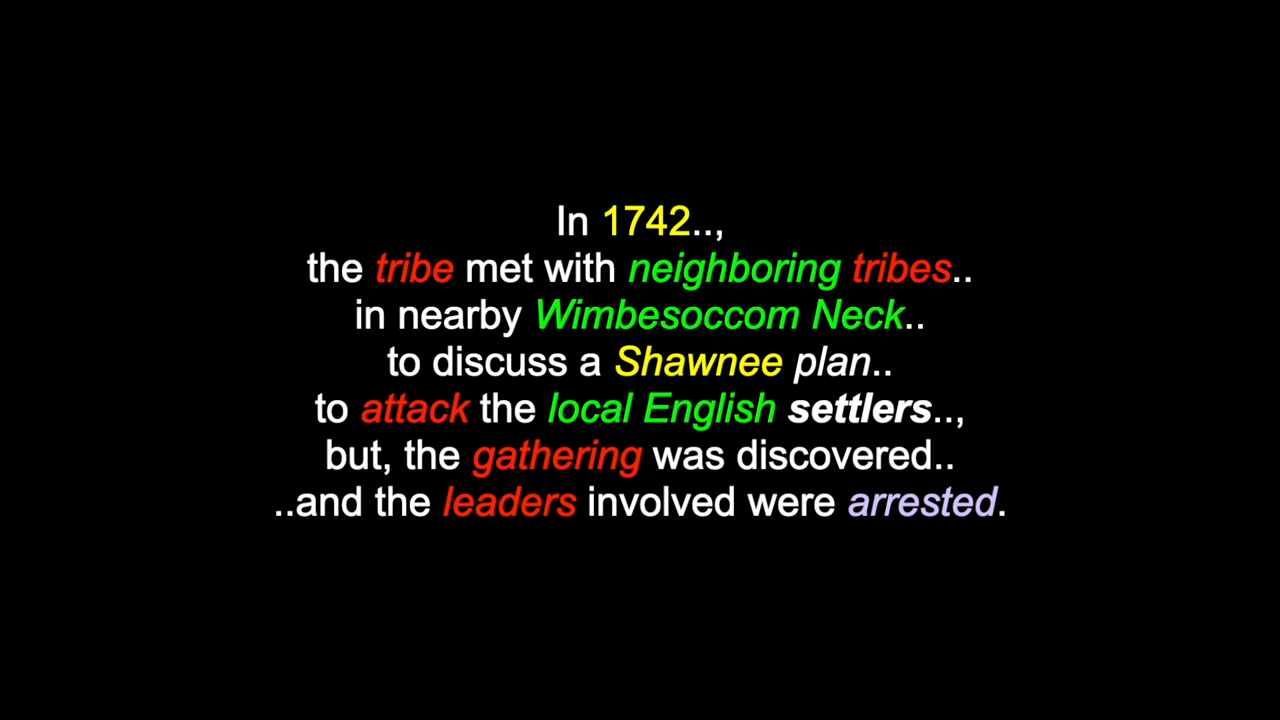 In 1742..,
the tribe met with neighboring tribes..
in nearby Wimbesoccom Neck..
to discuss a Shawnee plan..
to attack the local English settlers..,
but, the gathering was discovered..
..and the leaders involved were arrested.